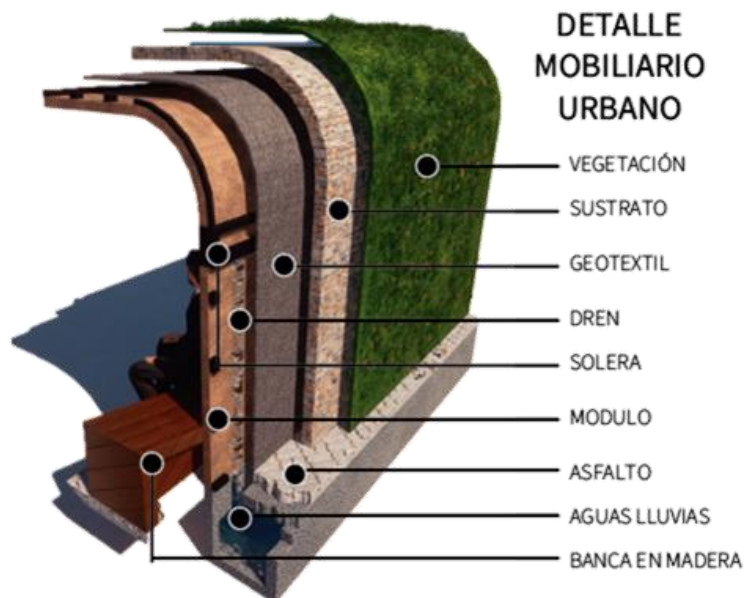 DETALLE
MOBILIARIO
URBANO
VEGETACIÓN
SUSTRATO
GEOTEXTIL
DREN
SOLERA
MODULO
ASFALTO
AGUAS LLUVIAS
BANCA EN MADERA